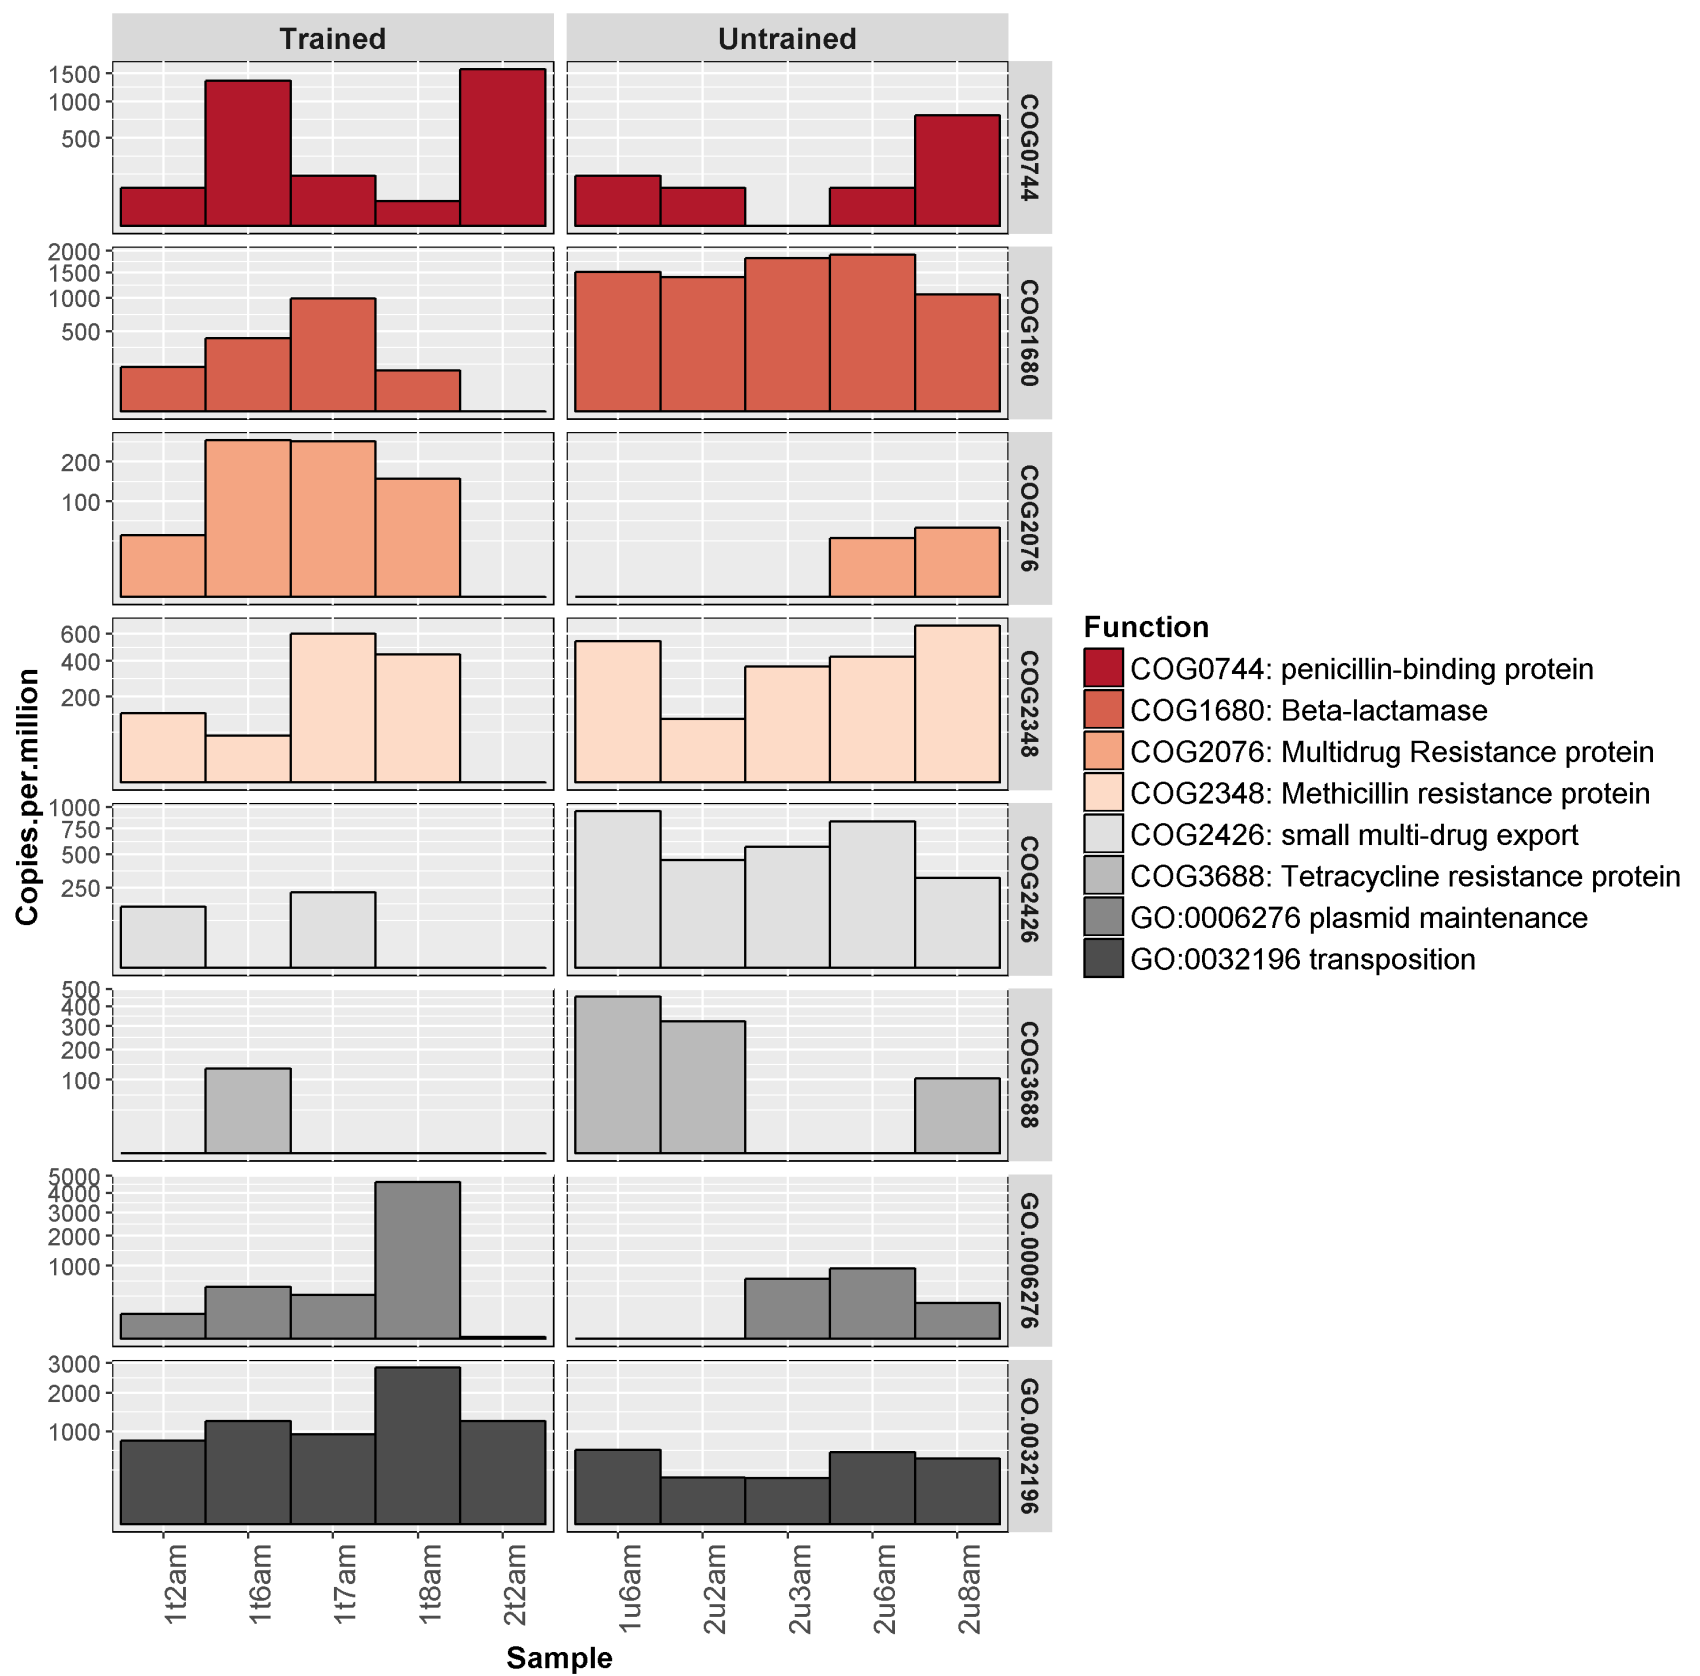 Trained
Untrained
1500
1000
500
COG0744
2000
1500
1000
500
COG1680
200
100
COG2076
600
400
200
COG2348
1000
750
500
250
COG2426
500
400
300
200
100
COG3688
5000
4000
3000
2000
1000
GO.0006276
3000
2000
1000
GO.0032196
Copies.per.million
1t2am
1t6am
1t7am
1t8am
2t2am
1u6am
2u2am
2u3am
2u6am
2u8am
Sample
Function
COG0744: penicillin-binding protein
COG1680: Beta-lactamase
COG2076: Multidrug Resistance protein
COG2348: Methicillin resistance protein
COG2426: small multi-drug export
COG3688: Tetracycline resistance protein
GO:0006276 plasmid maintenance
GO:0032196 transposition